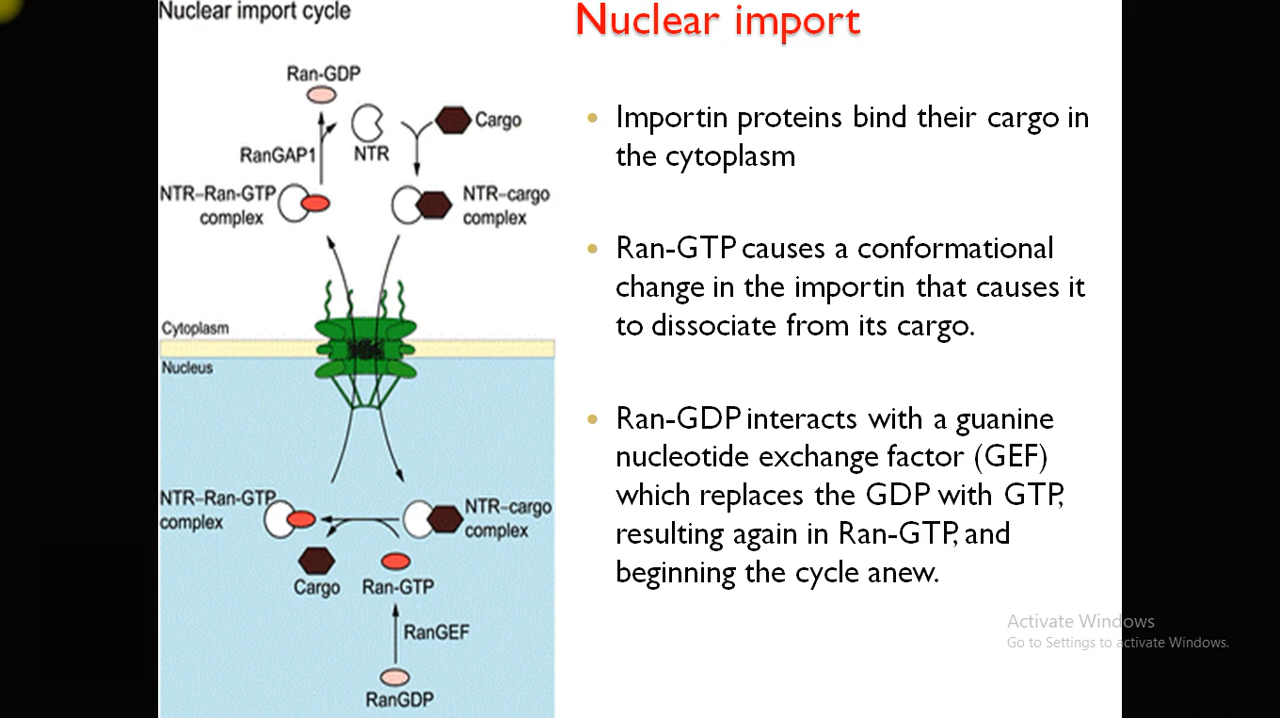 Nuclear import cycle
Ran-GDP
Cargo
RanGAP1
NTR
NTR–Ran-GTP
complex
NTR–cargo
complex
Cytoplasm
Nucleus
NTR–Ran-GTP
complex
NTR–cargo
complex
Cargo
Ran-GTP
RanGEF
RanGDP
Nuclear import
• Importin proteins bind their cargo in
the cytoplasm
• Ran-GTP causes a conformational
change in the importin that causes it
to dissociate from its cargo.
• Ran-GDP interacts with a guanine
nucleotide exchange factor (GEF)
which replaces the GDP with GTP,
resulting again in Ran-GTP, and
beginning the cycle anew.
Activate Windows
Go to Settings to activate Windows.